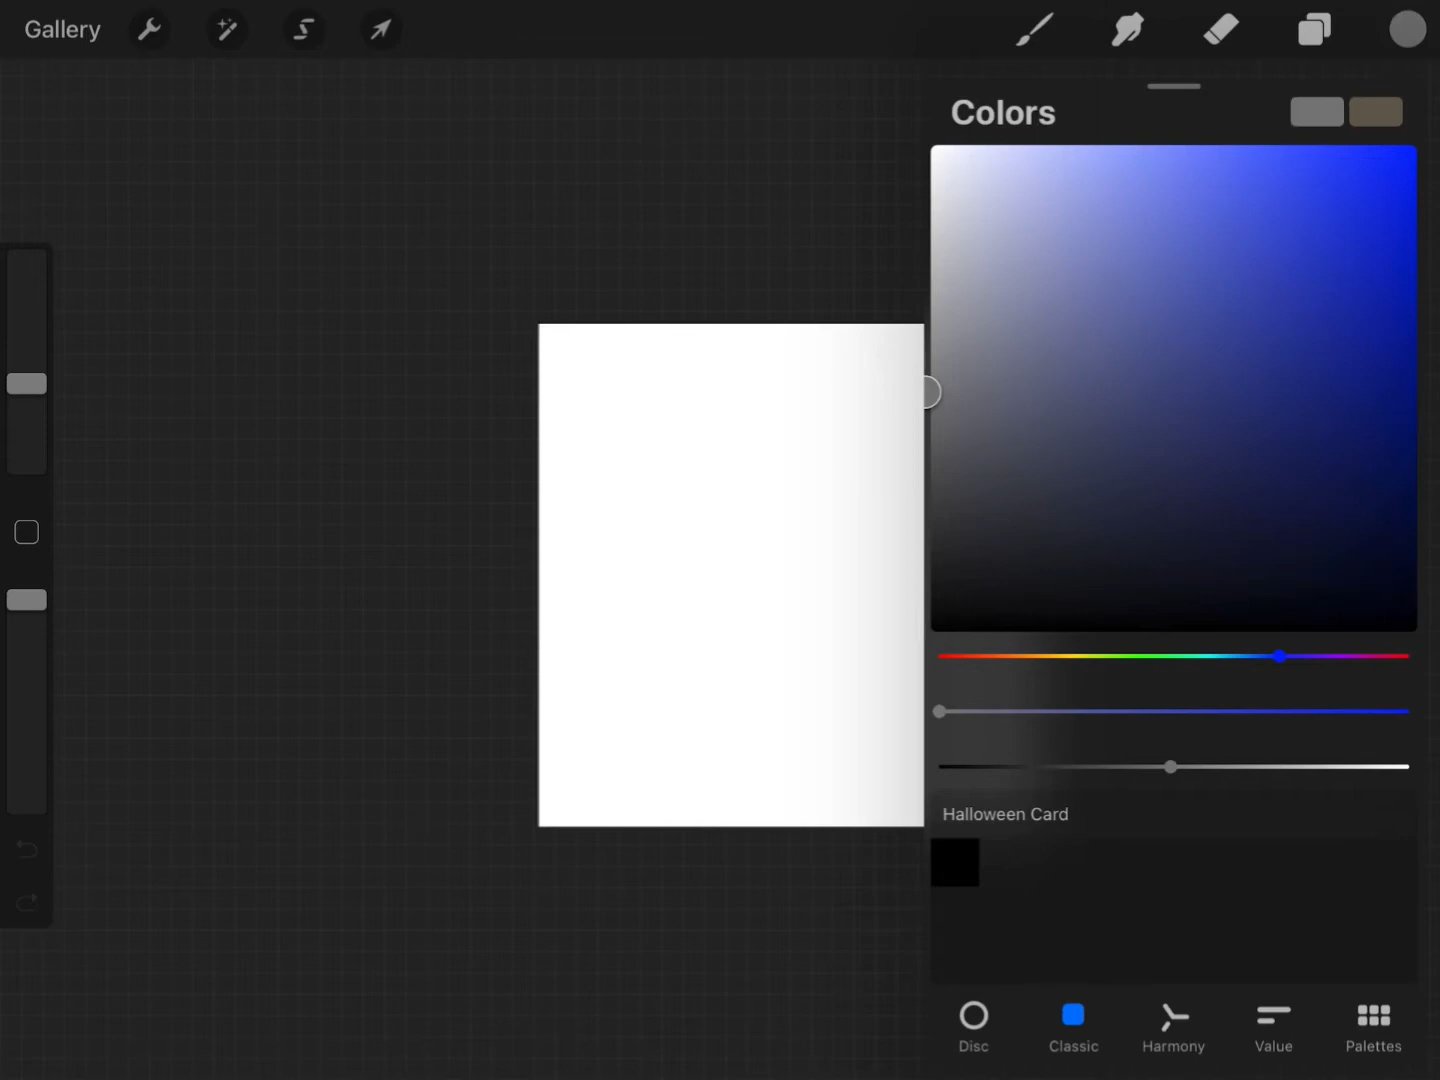 Gallery
Colors
Halloween Card
Disc
Classic
Harmony
Value
Palettes